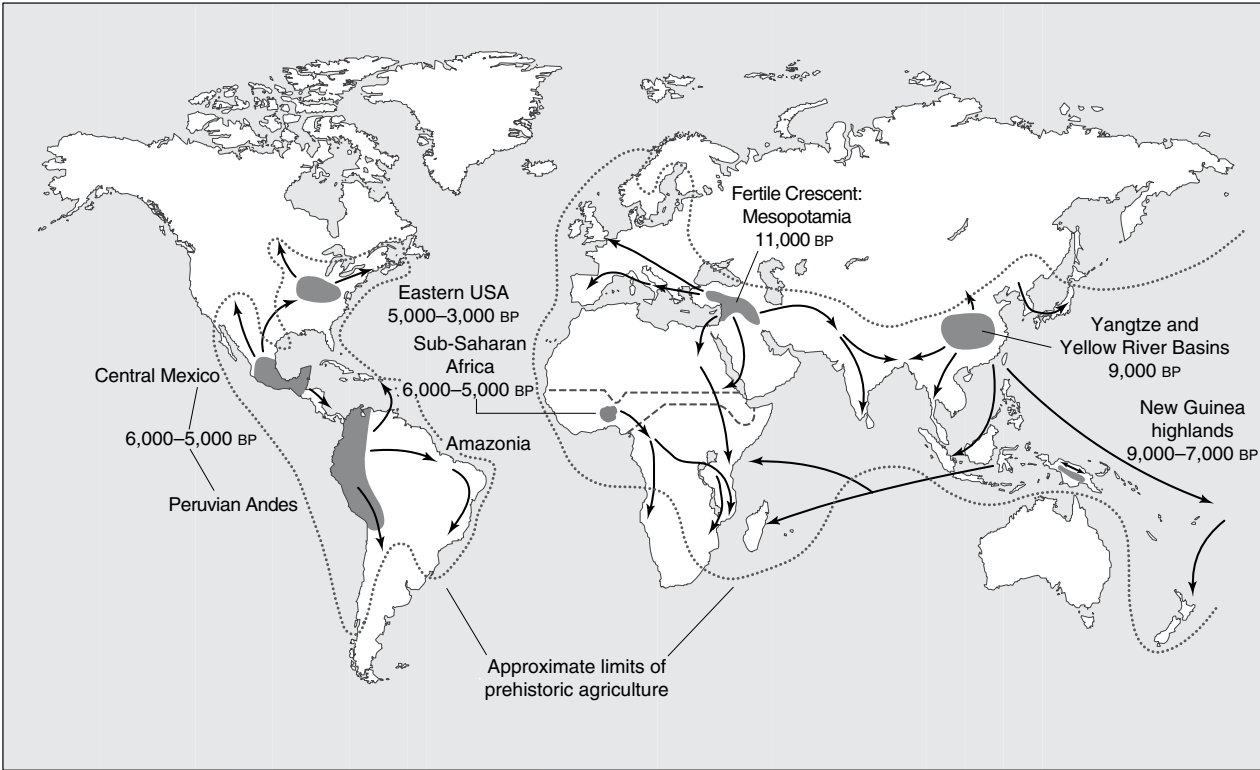 Fertile Crescent:
Mesopotamia
11,000 BP
Eastern USA
5,000–3,000 BP
Sub-Saharan
Africa
6,000–5,000 BP
Central Mexico
6,000–5,000 BP
Peruvian Andes
Amazonia
Yangtze and
Yellow River Basins
9,000 BP
New Guinea
highlands
9,000–7,000 BP
Approximate limits of
prehistoric agriculture